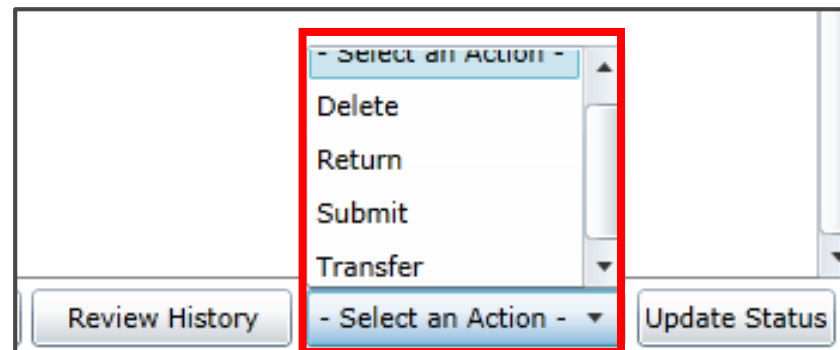 - Select an Action -
Delete
Return
Submit
Transfer
Review History
- Select an Action -
Update Status